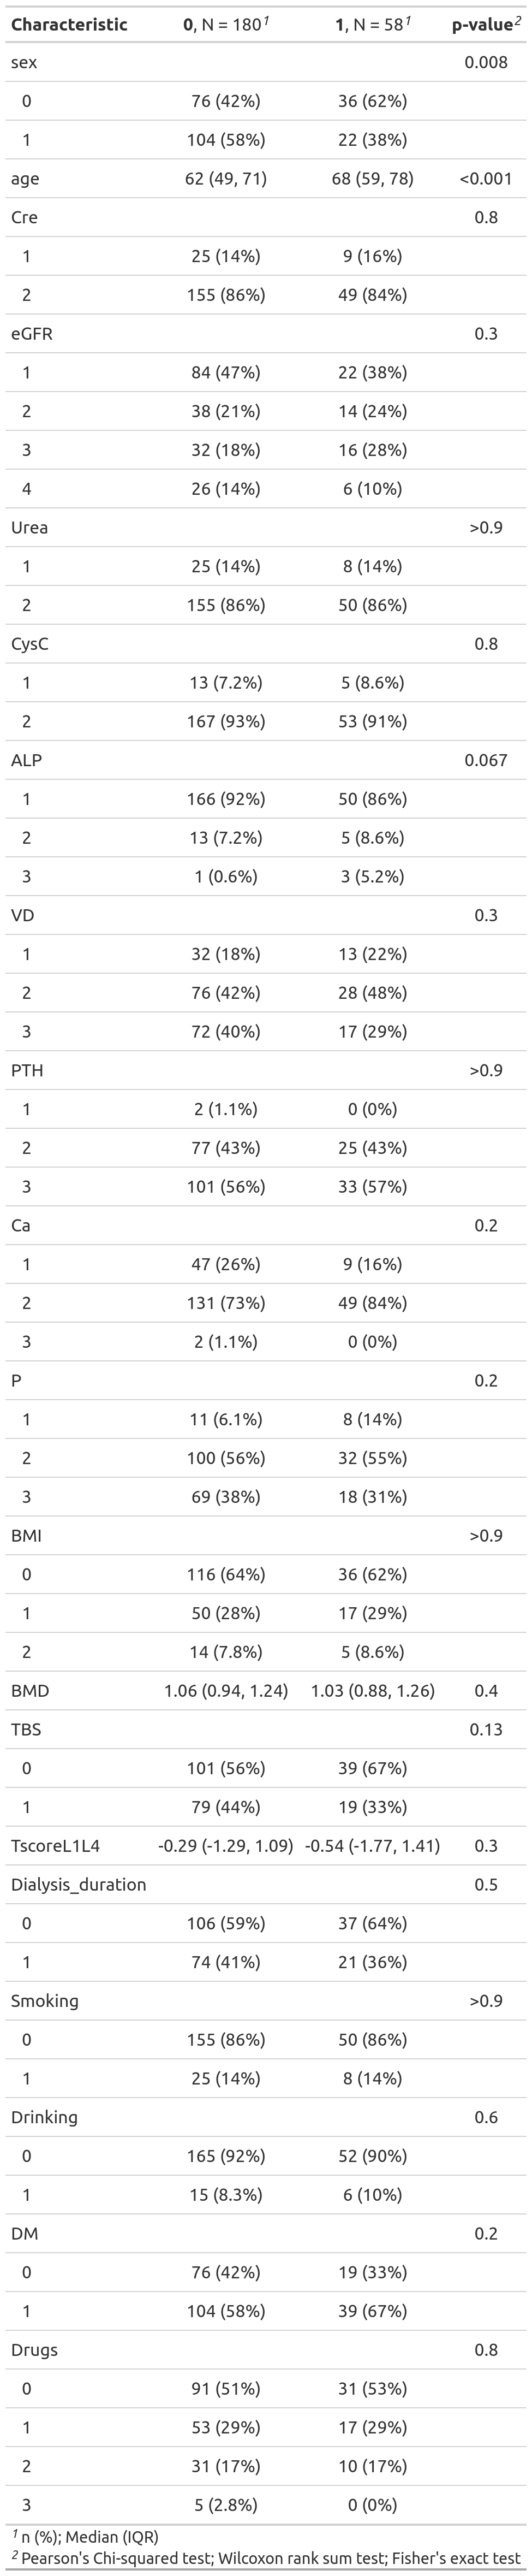 Characteristic 0, N = 180¹ 1, N = 58¹ p-value²
sex 0.008
0 76 (42%) 36 (62%)
1 104 (58%) 22 (38%)
age 62 (49, 71) 68 (59, 78) <0.001
Cre 0.8
1 25 (14%) 9 (16%)
2 155 (86%) 49 (84%)
eGFR 0.3
1 84 (47%) 22 (38%)
2 38 (21%) 14 (24%)
3 32 (18%) 16 (28%)
4 26 (14%) 6 (10%)
Urea >0.9
1 25 (14%) 8 (14%)
2 155 (86%) 50 (86%)
CysC 0.8
1 13 (7.2%) 5 (8.6%)
2 167 (93%) 53 (91%)
ALP 0.067
1 166 (92%) 50 (86%)
2 13 (7.2%) 5 (8.6%)
3 1 (0.6%) 3 (5.2%)
VD 0.3
1 32 (18%) 13 (22%)
2 76 (42%) 28 (48%)
3 72 (40%) 17 (29%)
PTH >0.9
1 2 (1.1%) 0 (0%)
2 77 (43%) 25 (43%)
3 101 (56%) 33 (57%)
Ca 0.2
1 47 (26%) 9 (16%)
2 131 (73%) 49 (84%)
3 2 (1.1%) 0 (0%)
P 0.2
1 11 (6.1%) 8 (14%)
2 100 (56%) 32 (55%)
3 69 (38%) 18 (31%)
BMI >0.9
0 116 (64%) 36 (62%)
1 50 (28%) 17 (29%)
2 14 (7.8%) 5 (8.6%)
BMD 1.06 (0.94, 1.24) 1.03 (0.88, 1.26) 0.4
TBS 0.13
0 101 (56%) 39 (67%)
1 79 (44%) 19 (33%)
TscoreL1L4 -0.29 (-1.29, 1.09) -0.54 (-1.77, 1.41) 0.3
Dialysis_duration 0.5
0 106 (59%) 37 (64%)
1 74 (41%) 21 (36%)
Smoking >0.9
0 155 (86%) 50 (86%)
1 25 (14%) 8 (14%)
Drinking 0.6
0 165 (92%) 52 (90%)
1 15 (8.3%) 6 (10%)
DM 0.2
0 76 (42%) 19 (33%)
1 104 (58%) 39 (67%)
Drugs 0.8
0 91 (51%) 31 (53%)
1 53 (29%) 17 (29%)
2 31 (17%) 10 (17%)
3 5 (2.8%) 0 (0%)
¹ n (%); Median (IQR)
² Pearson's Chi-squared test; Wilcoxon rank sum test; Fisher's exact test